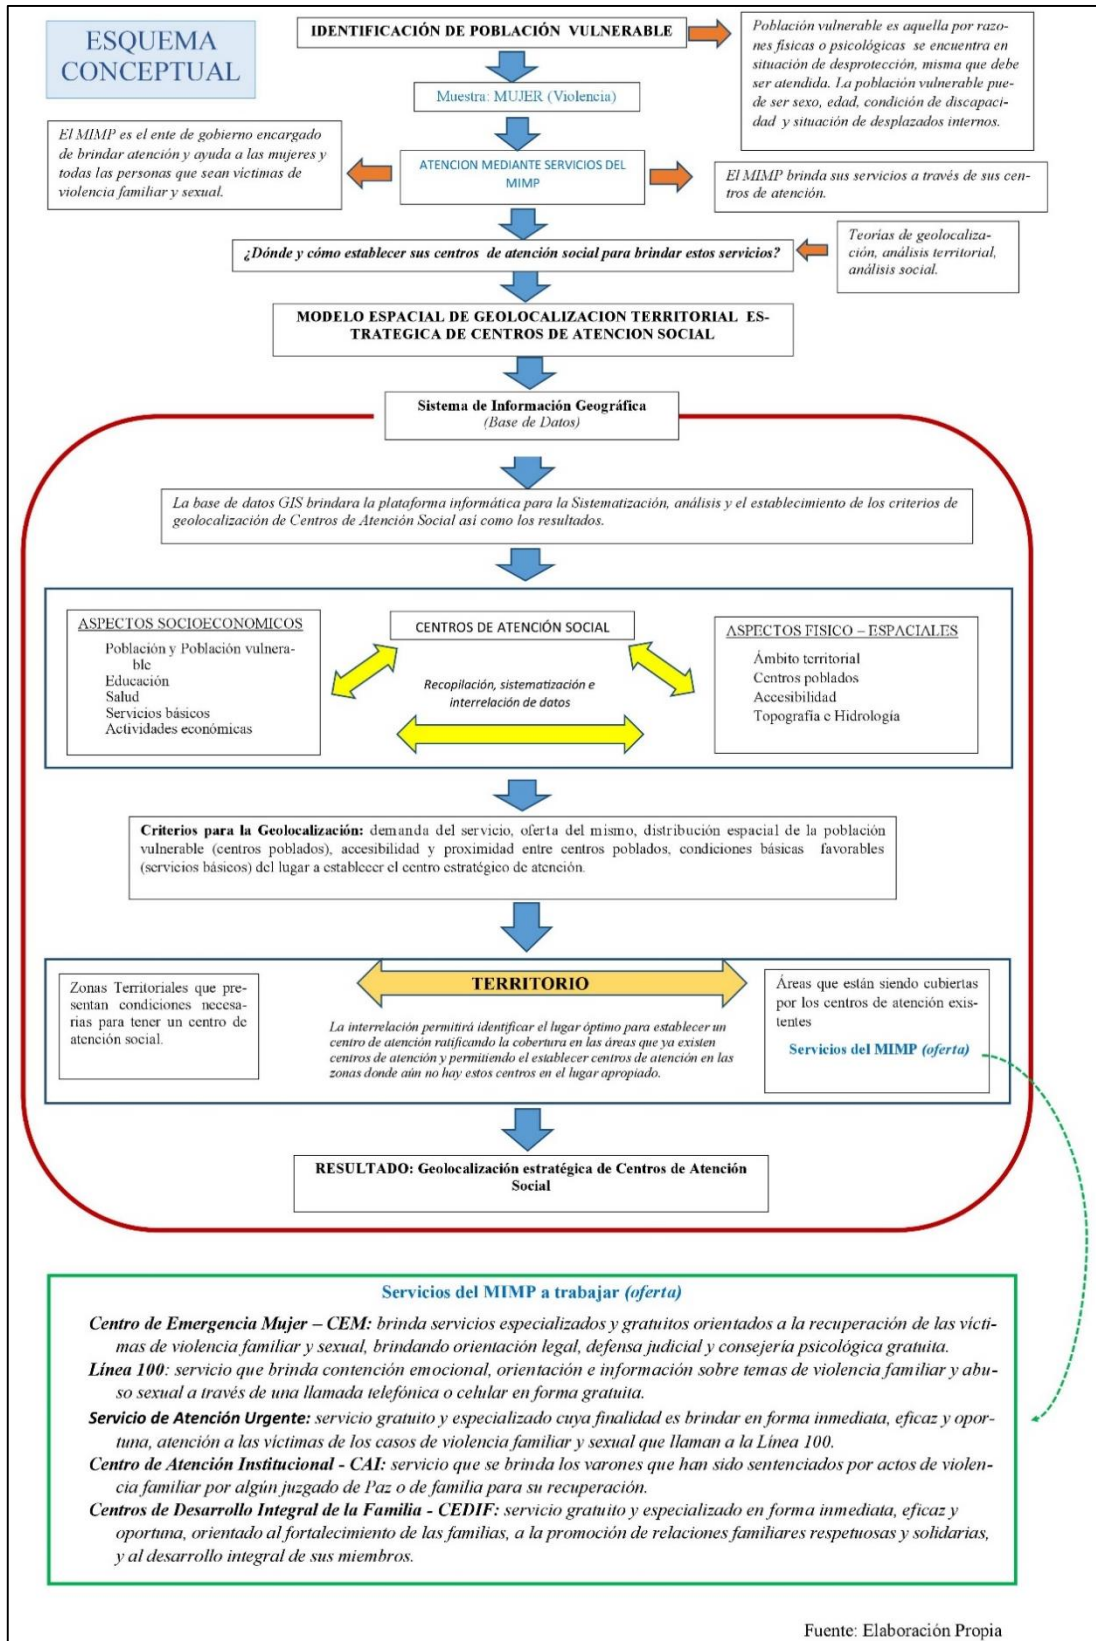 ESQUEMA
CONCEPTUAL
IDENTIFICACIÓN DE POBLACIÓN VULNERABLE
Población vulnerable es aquella por razo-
nes físicas o psicológicas se encuentra en
situación de desprotección, misma que debe
ser atendida. La población vulnerable pue-
de ser sexo, edad, condición de discapaci-
dad y situación de desplazados internos.
Muestra: MUJER (Violencia)
El MIMP es el ente de gobierno encargado
de brindar atención y ayuda a las mujeres y
todas las personas que sean víctimas de
violencia familiar y sexual.
ATENCION MEDIANTE SERVICIOS DEL
MIMP
El MIMP brinda sus servicios a través de sus cen-
tros de atención.
¿Dónde y cómo establecer sus centros de atención social para brindar estos servicios?
Teorías de geolocali-
zación, análisis territorial,
análisis social.
MODELO ESPACIAL DE GEOLOCALIZACION TERRITORIAL ES-
TRATEGICA DE CENTROS DE ATENCION SOCIAL
Sistema de Información Geográfica
(Base de Datos)
La base de datos GIS brindara la plataforma informática para la Sistematización, análisis y el establecimiento de los criterios de
geolocalización de Centros de Atención Social así como los resultados.
ASPECTOS SOCIOECONOMICOS
Población y Población vulnera-
ble
Educación
Salud
Servicios básicos
Actividades económicas
CENTROS DE ATENCIÓN SOCIAL
Recopilación, sistematización e
interrelación de datos
ASPECTOS FISICO – ESPACIALES
Ámbito territorial
Centros poblados
Accesibilidad
Topografía e Hidrología
Criterios para la Geolocalización: demanda del servicio, oferta del mismo, distribución espacial de la población
vulnerable (centros poblados), accesibilidad y proximidad entre centros poblados, condiciones básicas favorables
(servicios básicos) del lugar a establecer el centro estratégico de atención.
Zonas Territoriales que pre-
sentan condiciones necesa-
rias para tener un centro de
atención social.
TERRITORIO
La interrelación permitirá identificar el lugar óptimo para establecer un
centro de atención ratificando la cobertura en las áreas que ya existen
centros de atención y permitiendo el establecer centros de atención en las
zonas donde aún no hay estos centros en el lugar apropiado.
Áreas que están siendo cubiertas
por los centros de atención exis-
tentes
Servicios del MIMP (oferta)
RESULTADO: Geolocalización estratégica de Centros de Atención
Social
Servicios del MIMP a trabajar (oferta)
Centro de Emergencia Mujer – CEM: brinda servicios especializados y gratuitos orientados a la recuperación de las vícti-
mas de violencia familiar y sexual, brindando orientación legal, defensa judicial y consejería psicológica gratuita.
Línea 100: servicio que brinda contención emocional, orientación e información sobre temas de violencia familiar y abu-
so sexual a través de una llamada telefónica o celular en forma gratuita.
Servicio de Atención Urgente: servicio gratuito y especializado cuya finalidad es brindar en forma inmediata, eficaz y opor-
tuna, atención a las víctimas de los casos de violencia familiar y sexual que llaman a la Línea 100.
Centro de Atención Institucional - CAI: servicio que se brinda los varones que han sido sentenciados por actos de violen-
cia familiar por algún juzgado de Paz o de familia para su recuperación.
Centros de Desarrollo Integral de la Familia - CEDIF: servicio gratuito y especializado en forma inmediata, eficaz y
oportuna, orientado al fortalecimiento de las familias, a la promoción de relaciones familiares respetuosas y solidarias,
y al desarrollo integral de sus miembros.
Fuente: Elaboración Propia